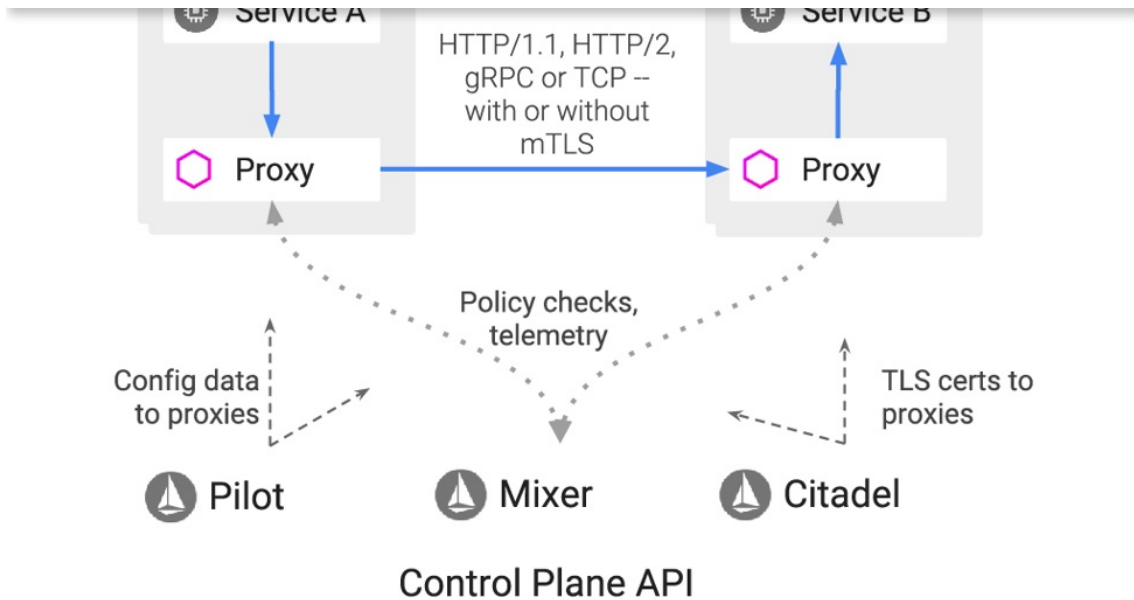 Service A
Service B
HTTP/1.1, HTTP/2,
gRPC or TCP --
with or without
mTLS
Proxy
Proxy
Policy checks,
telemetry
Config data
to proxies
TLS certs to
proxies
Pilot
Mixer
Citadel
Control Plane API